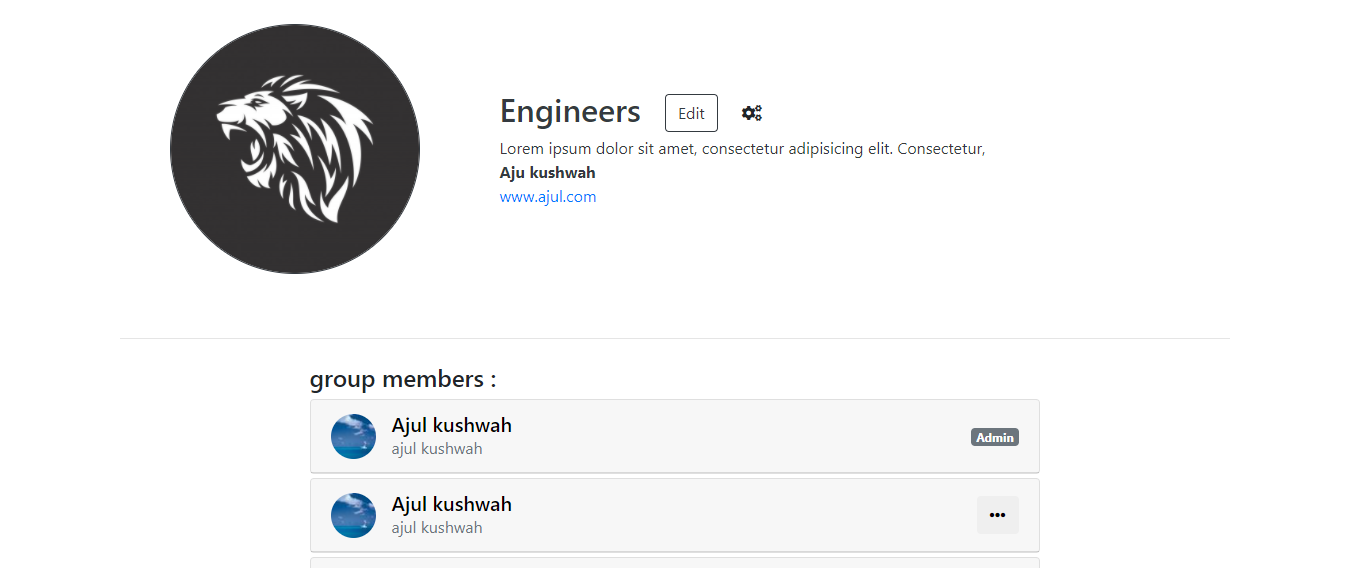 Engineers Edit
Lorem ipsum dolor sit amet, consectetur adipisicing elit. Consectetur,
Aju kushwah
www.ajul.com
group members :
Ajul kushwah
ajul kushwah
Admin
Ajul kushwah
ajul kushwah